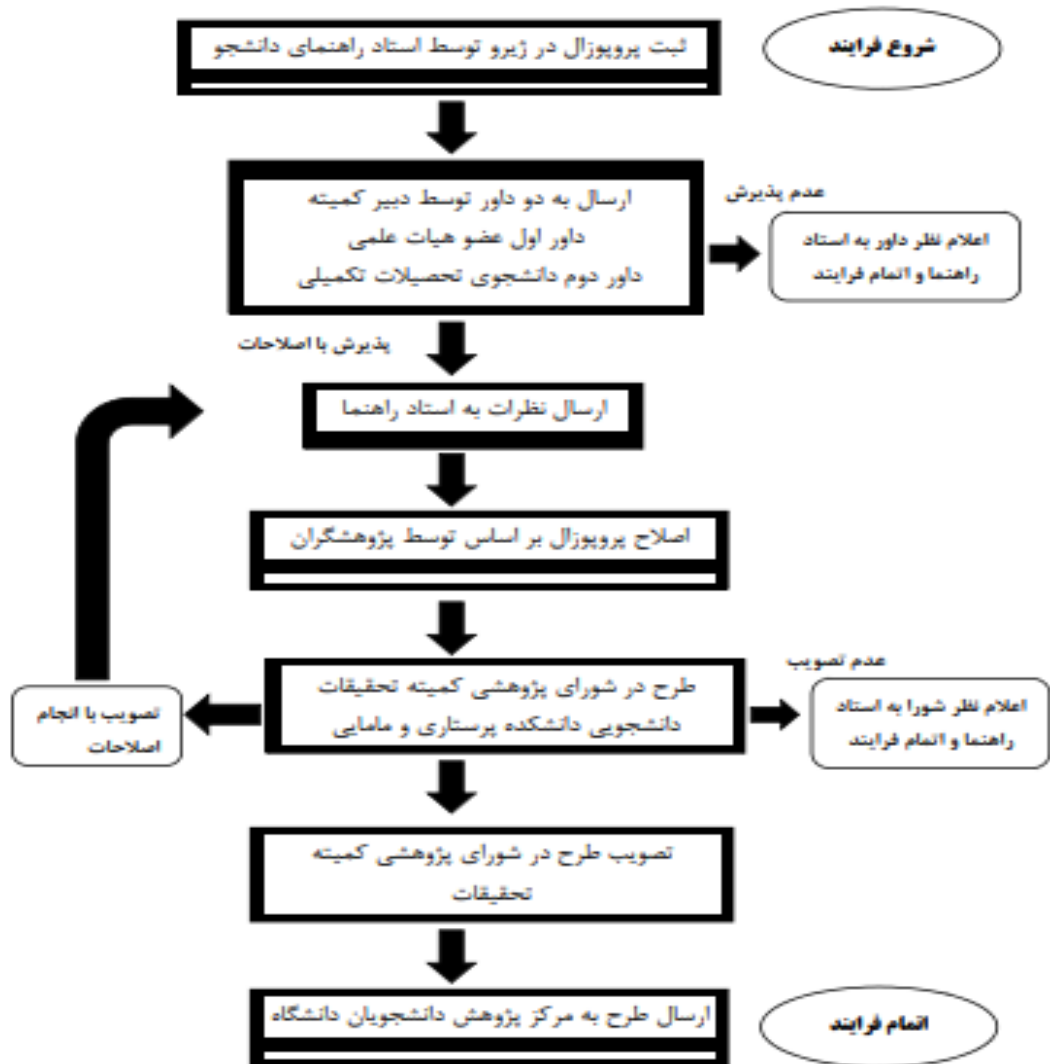 شروع فرایند
ثبت پروپوزال در ژیرو توسط استاد راهنمای دانشجو
ارسال به دو داور توسط دبیر کمیته
داور اول عضو هیات علمی
داور دوم دانشجوی تحصیلات تکمیلی
عدم پذیرش
اعلام نظر داور به استاد
راهنما و اتمام فرایند
پذیرش با اصلاحات
ارسال نظرات به استاد راهنما
اصلاح پروپوزال بر اساس توسط پژوهشگران
عدم تصویب
طرح در شورای پژوهشی کمیته تحقیقات
دانشجویی دانشکده پرستاری و مامایی
اعلام نظر شورا به استاد
راهنما و اتمام فرایند
تصویب با انجام
اصلاحات
تصویب طرح در شورای پژوهشی کمیته
تحقیقات
ارسال طرح به مرکز پژوهش دانشجویان دانشگاه
اتمام فرایند